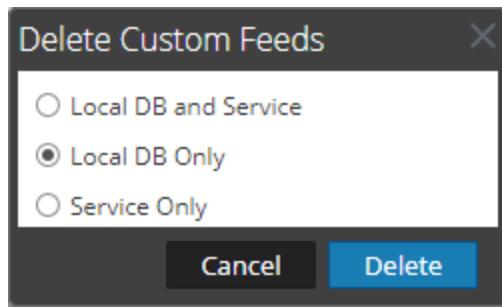 Delete Custom Feeds
Local DB and Service
Local DB Only
Service Only
Cancel Delete